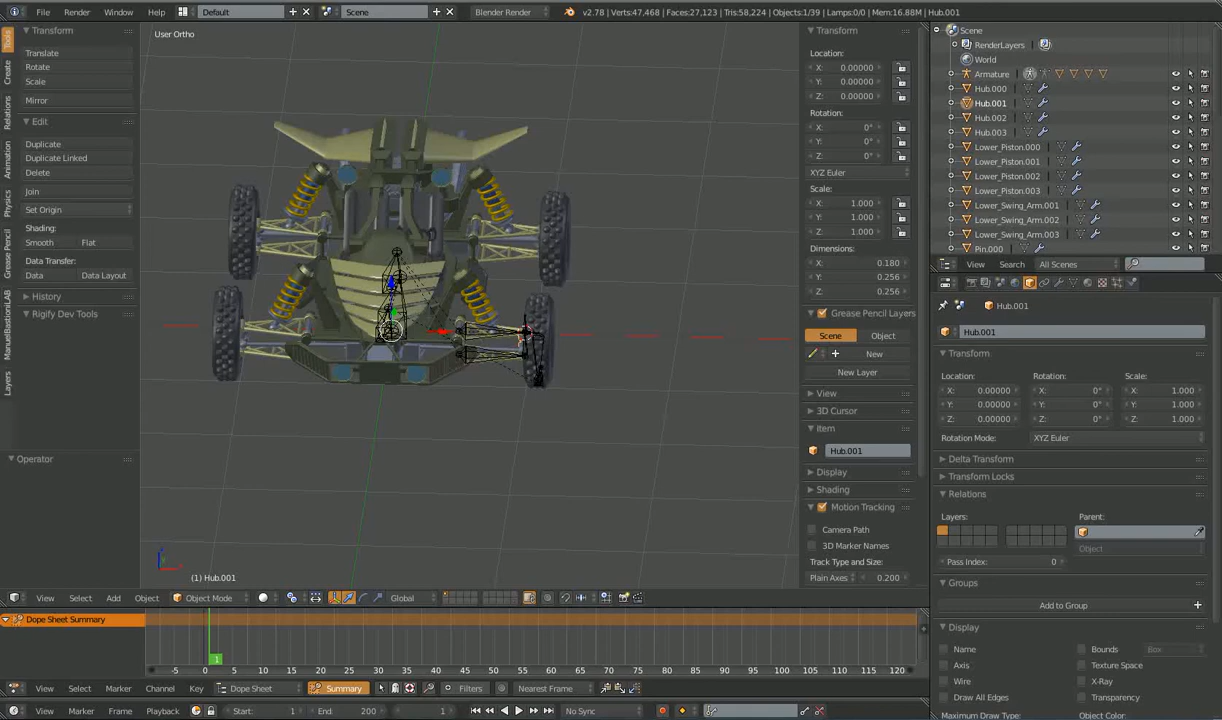 File Render Window Help Default Scene Blender Render v2.78 | Verts:47,468 | Faces:27,123 | Tris:58,224 | Objects:1/39 | Lamps:0/0 | Mem:16.88M | Hub.001
Tools
Create
Relations
Animation
Physics
Grease Pencil
ManuelBastioniLAB
Layers
Transform
Translate
Rotate
Scale
Mirror
Edit
Duplicate
Duplicate Linked
Delete
Join
Set Origin
Shading:
Smooth Flat
Data Transfer:
Data Data Layout
History
Rigify Dev Tools
Operator
User Ortho
(1) Hub.001
Transform
Location:
X: 0.00000
Y: 0.00000
Z: 0.00000
Rotation:
X: 0°
Y: 0°
Z: 0°
XYZ Euler
Scale:
X: 1.000
Y: 1.000
Z: 1.000
Dimensions:
X: 0.180
Y: 0.256
Z: 0.291
Grease Pencil Layers
Scene Object
New
New Layer
View
3D Cursor
Item
Hub.001
Display
Shading
Motion Tracking
Camera Path
3D Marker Names
Track Type and Size:
Plain Axes 0.200
Scene
RenderLayers
World
Armature
Hub.000
Hub.001
Hub.002
Hub.003
Lower_Piston.000
Lower_Piston.001
Lower_Piston.002
Lower_Piston.003
Lower_Swing_Arm.001
Lower_Swing_Arm.002
Lower_Swing_Arm.003
Pin.000
View Search All Scenes
Hub.001
Hub.001
Transform
Location: Rotation: Scale:
X: 0.00000 X: 0° X: 1.000
Y: 0.00000 Y: 0° Y: 1.000
Z: 0.00000 Z: 0° Z: 1.000
Rotation Mode: XYZ Euler
Delta Transform
Transform Locks
Relations
Layers: Parent:
Object
Pass Index: 0
Groups
Add to Group
Display
Name Bounds Box
Axis Texture Space
Wire X-Ray
Draw All Edges Transparency
Maximum Draw Type: Object Color:
View Select Add Object Object Mode Global
Dope Sheet Summary
1
-5 0 5 10 15 20 25 30 35 40 45 50 55 60 65 70 75 80 85 90 95 100 105 110 115 120
View Select Marker Channel Key Dope Sheet Summary Filters Nearest Frame
View Marker Frame Playback Start: 1 End: 200 1 No Sync